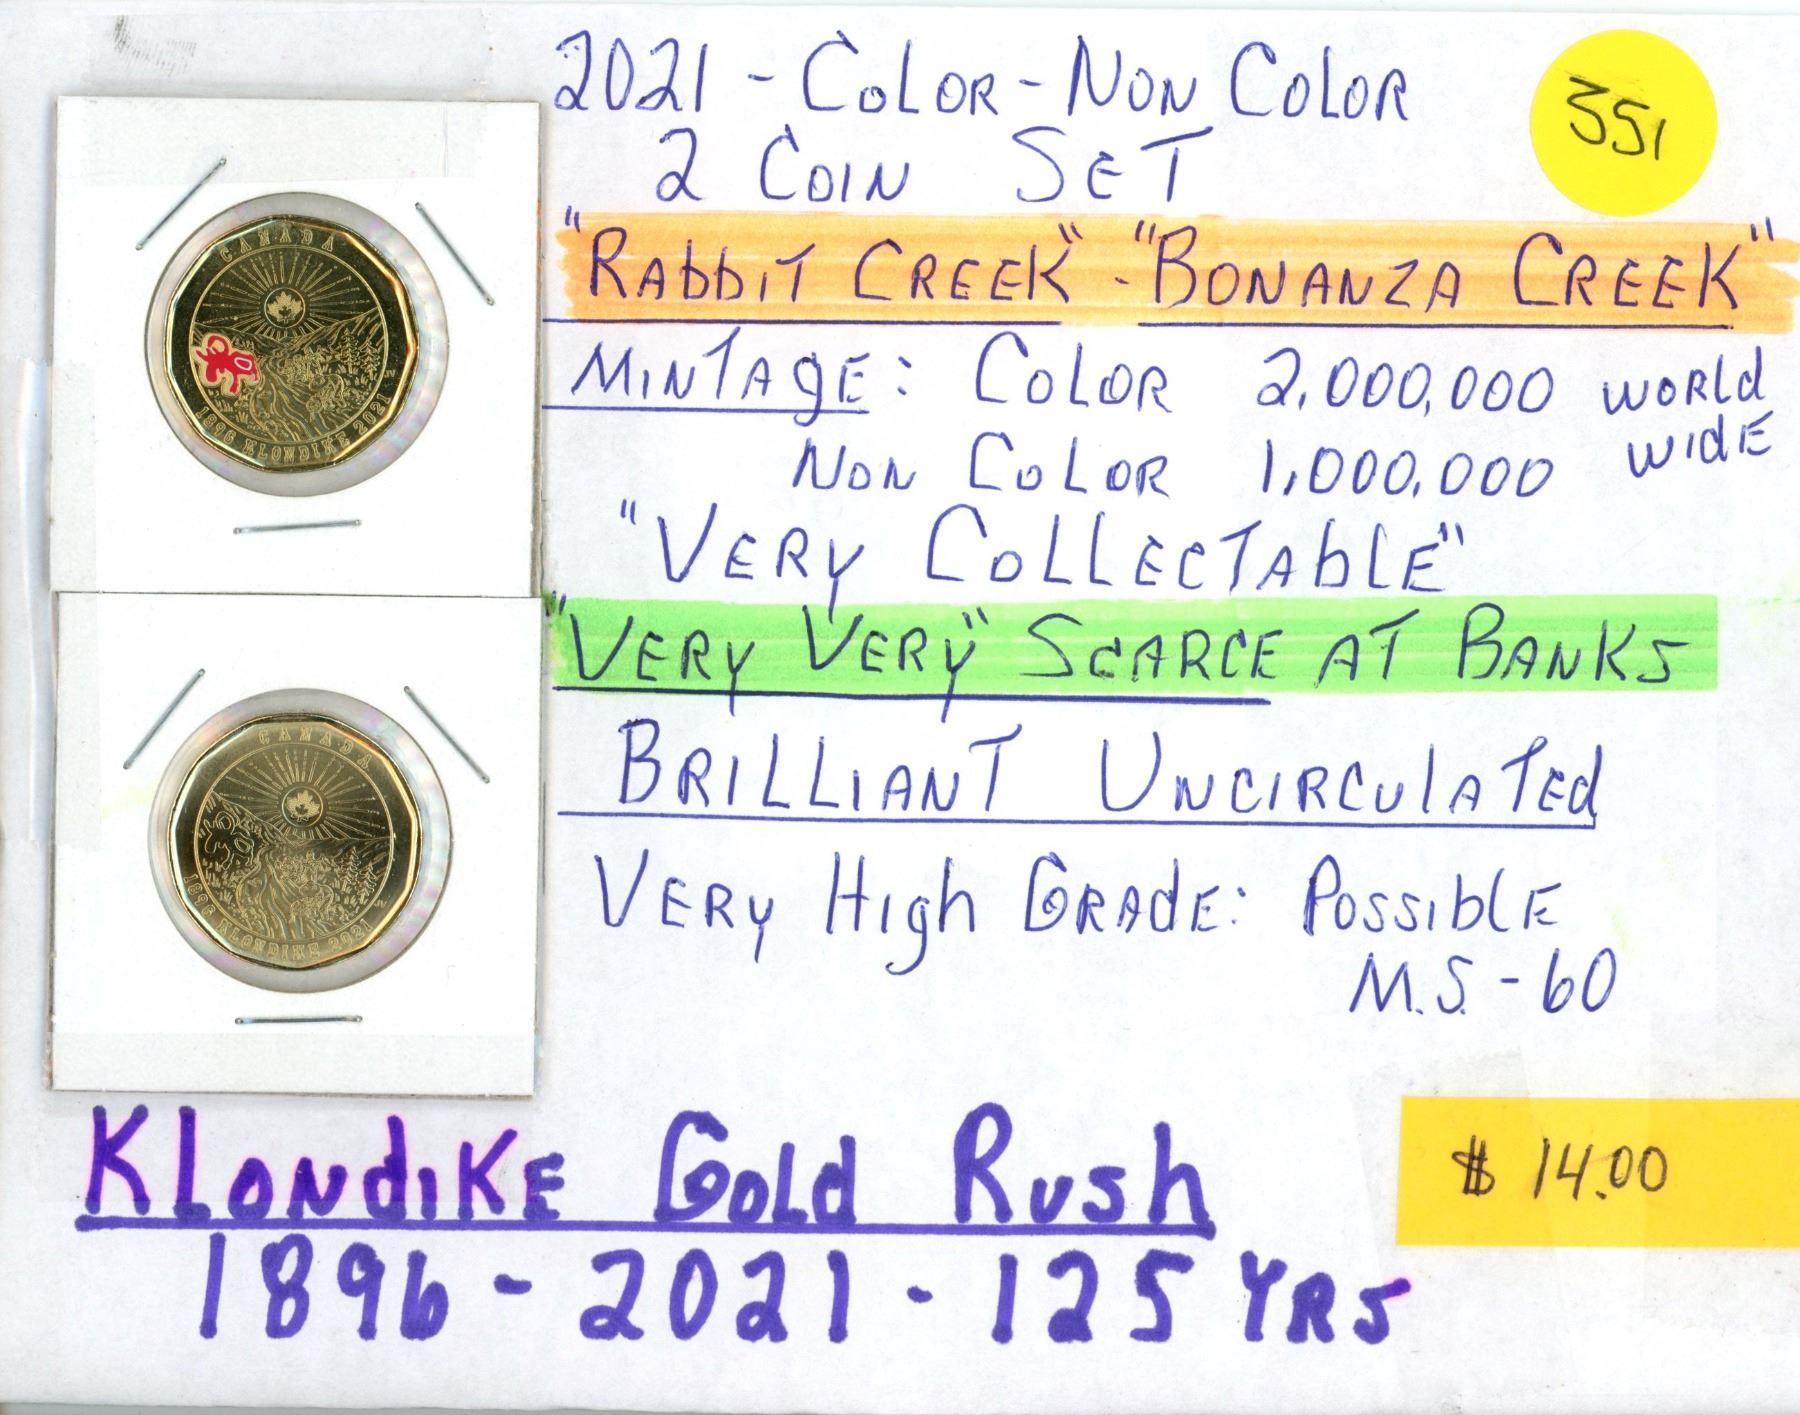 2021 - COLOR - NON COLOR
351
2 COIN SET
"RAbbIT CREEK" - "BONANZA CREEK"
MINTAgE: COLOR 2,000,000 WORLd
WIdE
NON COLOR 1,000,000
"VERY COLLECTAbLE"
"VERY VERY" SCARCE AT BANKS
BRILLIANT UNCIRCULATEd
VERY HIgh GRADE: POSSIbLE
M.S. - 60
CANADA
1896 KLONDIKE 2021
CANADA
1896 KLONDIKE 2021
KLONdIKE GOLd RUSh
$ 14.00
1896 - 2021 - 125 YRS